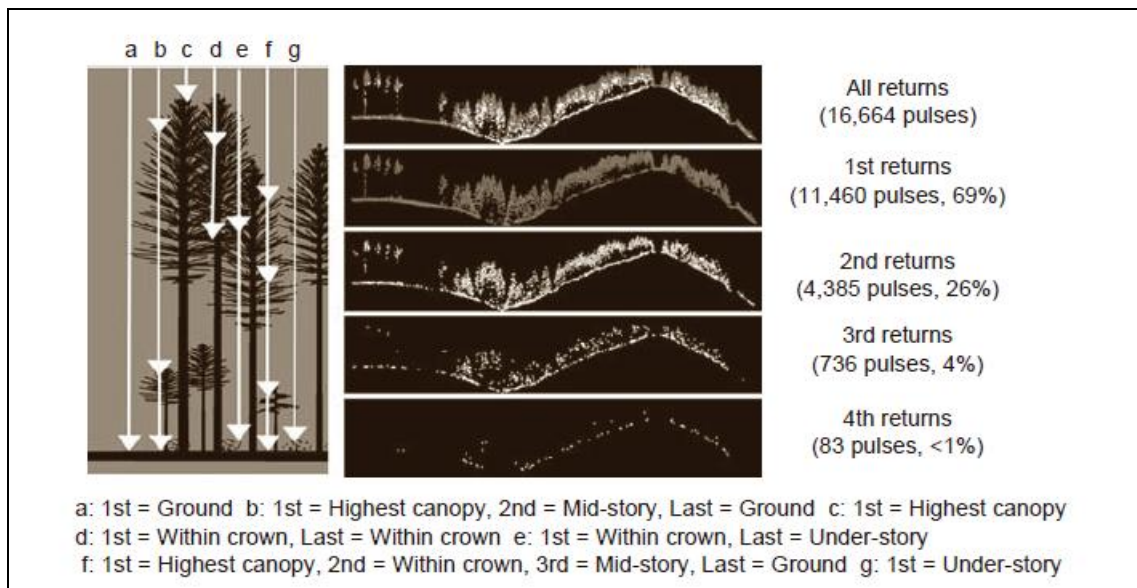 a b c d e f g
All returns
(16,664 pulses)
1st returns
(11,460 pulses, 69%)
2nd returns
(4,385 pulses, 26%)
3rd returns
(736 pulses, 4%)
4th returns
(83 pulses, <1%)
a: 1st = Ground b: 1st = Highest canopy, 2nd = Mid-story, Last = Ground c: 1st = Highest canopy
d: 1st = Within crown, Last = Within crown e: 1st = Within crown, Last = Under-story
f: 1st = Highest canopy, 2nd = Within crown, 3rd = Mid-story, Last = Ground g: 1st = Under-story